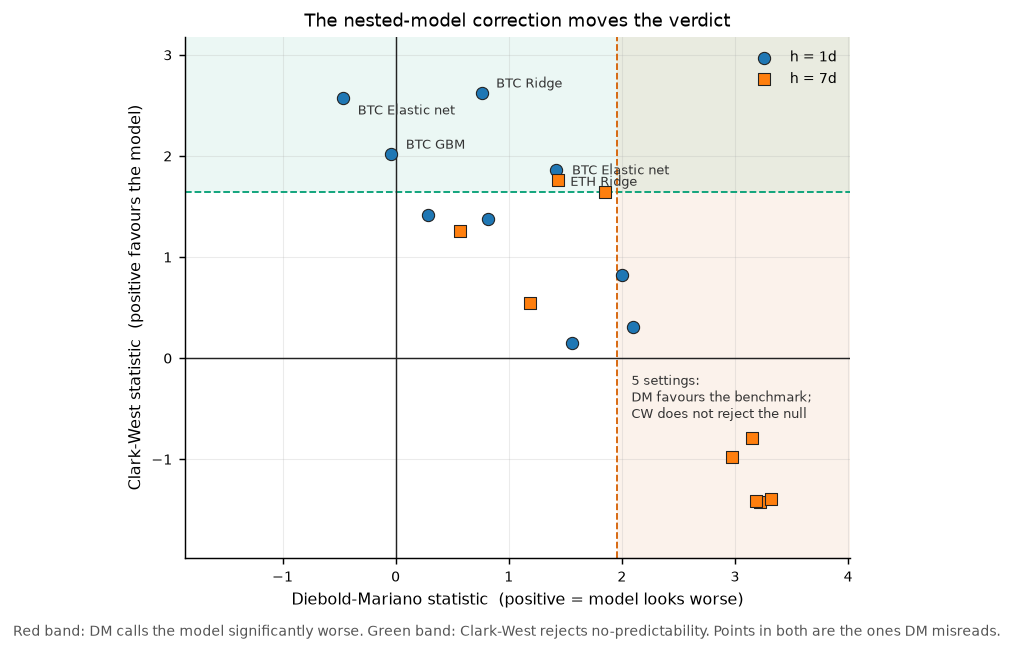 The nested-model correction moves the verdict
Clark-West statistic  (positive favours the model)
3
2
1
0
−1
h = 1d
h = 7d
BTC Ridge
BTC Elastic net
BTC GBM
BTC Elastic net
ETH Ridge
5 settings:
DM favours the benchmark;
CW does not reject the null
−1
0
1
2
3
4
Diebold-Mariano statistic  (positive = model looks worse)
Red band: DM calls the model significantly worse. Green band: Clark-West rejects no-predictability. Points in both are the ones DM misreads.